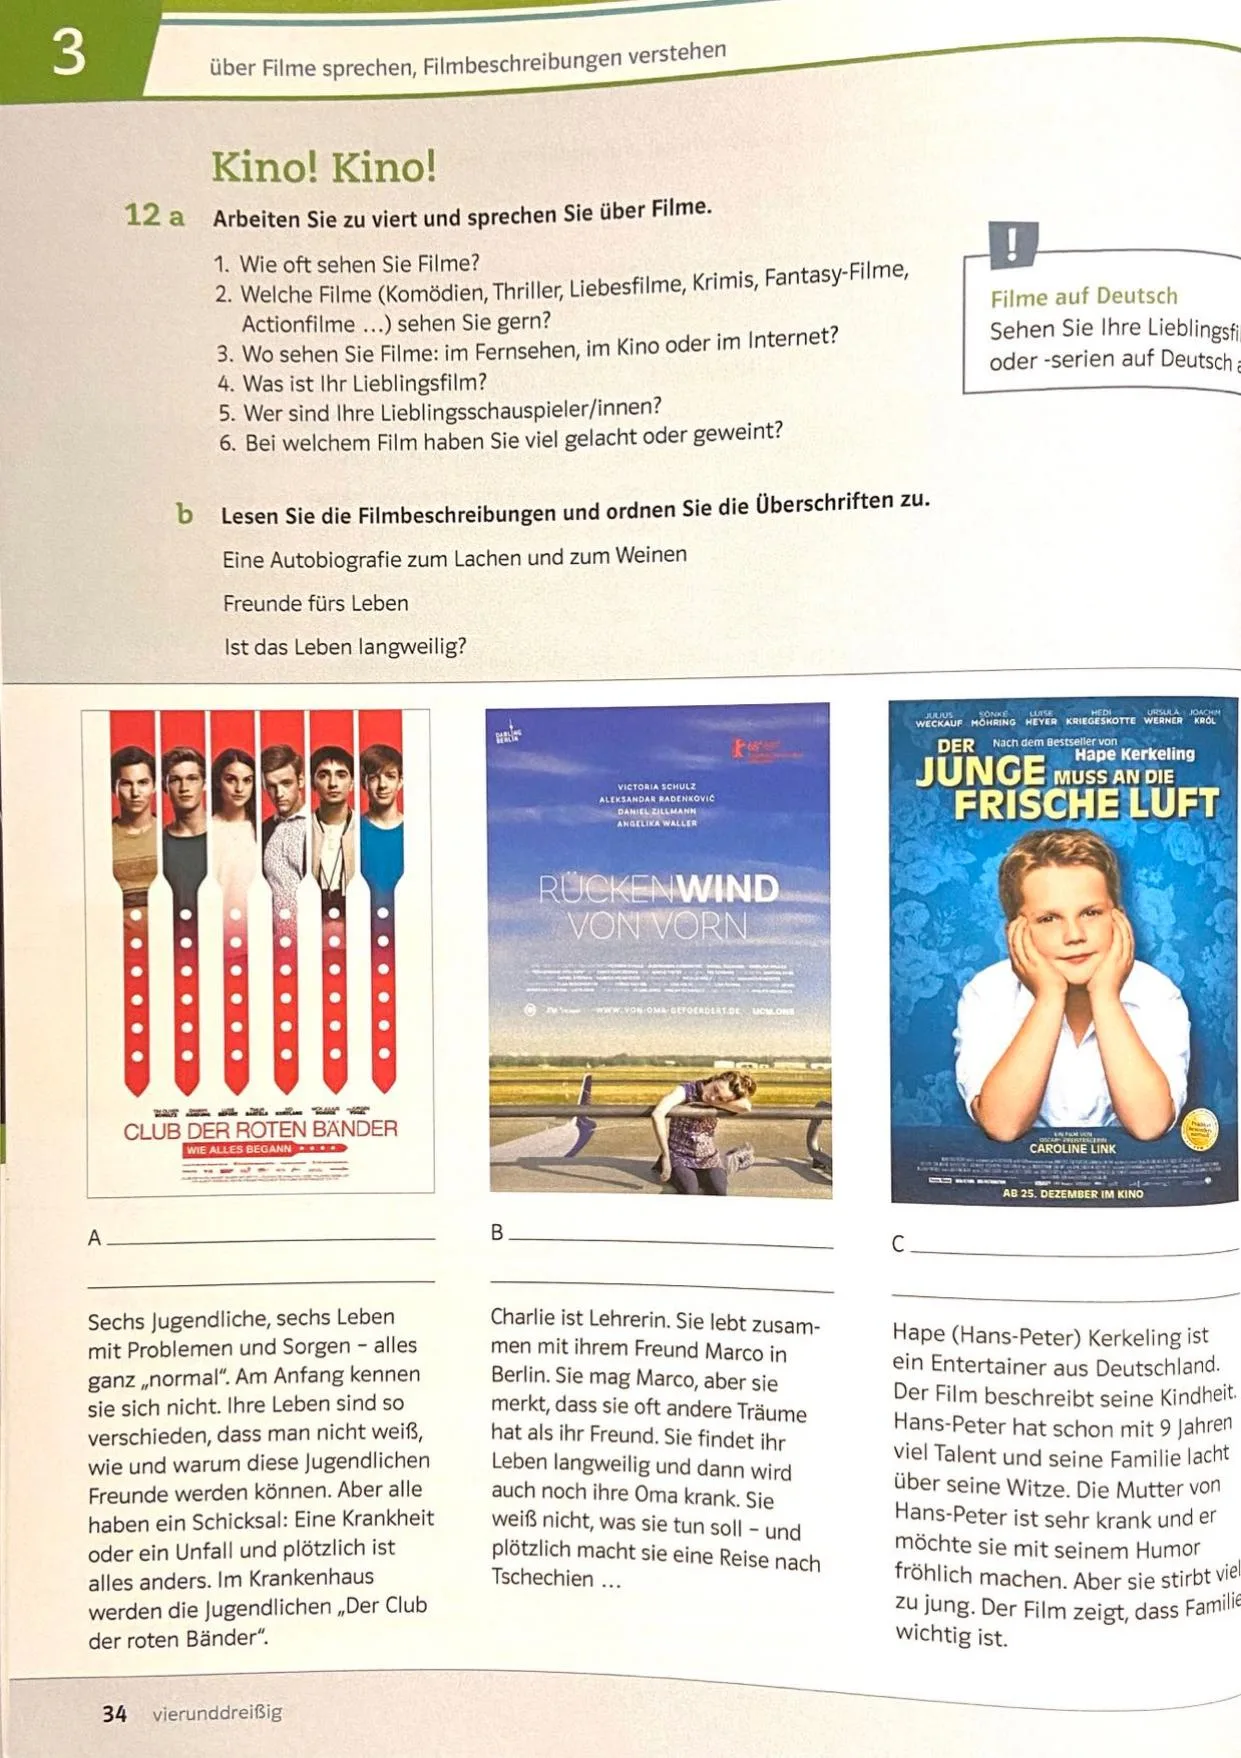 3
über Filme sprechen, Filmbeschreibungen verstehen
Kino! Kino!
12 a Arbeiten Sie zu viert und sprechen Sie über Filme.
1. Wie oft sehen Sie Filme?
2. Welche Filme (Komödien, Thriller, Liebesfilme, Krimis, Fantasy-Filme,
Actionfilme ...) sehen Sie gern?
3. Wo sehen Sie Filme: im Fernsehen, im Kino oder im Internet?
4. Was ist Ihr Lieblingsfilm?
5. Wer sind Ihre Lieblingsschauspieler/innen?
6. Bei welchem Film haben Sie viel gelacht oder geweint?
!
Filme auf Deutsch
Sehen Sie Ihre Lieblingsfi
oder -serien auf Deutsch a
b Lesen Sie die Filmbeschreibungen und ordnen Sie die Überschriften zu.
Eine Autobiografie zum Lachen und zum Weinen
Freunde fürs Leben
Ist das Leben langweilig?
CLUB DER ROTEN BÄNDER
WIE ALLES BEGANN
A
Sechs Jugendliche, sechs Leben
mit Problemen und Sorgen – alles
ganz „normal“. Am Anfang kennen
sie sich nicht. Ihre Leben sind so
verschieden, dass man nicht weiß,
wie und warum diese Jugendlichen
Freunde werden können. Aber alle
haben ein Schicksal: Eine Krankheit
oder ein Unfall und plötzlich ist
alles anders. Im Krankenhaus
werden die Jugendlichen „Der Club
der roten Bänder“.
DARLING
BERLIN
VICTORIA SCHULZ
ALEKSANDAR RADENKOVIĆ
DANIEL ZILLMANN
ANGELIKA WALLER
RÜCKENWIND
VON VORN
WWW.VON-OMA-GEFOERDERT.DE UCM.ONE
B
Charlie ist Lehrerin. Sie lebt zusam-
men mit ihrem Freund Marco in
Berlin. Sie mag Marco, aber sie
merkt, dass sie oft andere Träume
hat als ihr Freund. Sie findet ihr
Leben langweilig und dann wird
auch noch ihre Oma krank. Sie
weiß nicht, was sie tun soll – und
plötzlich macht sie eine Reise nach
Tschechien ...
JULIUS SÖNKE LUISE HEDI URSULA JOACHIM
WECKAUF MÖHRING HEYER KRIEGESKOTTE WERNER KRÓL
DER Nach dem Bestseller von
Hape Kerkeling
JUNGE MUSS AN DIE
FRISCHE LUFT
EIN FILM VON
OSCAR-PREISTRÄGERIN
CAROLINE LINK
AB 25. DEZEMBER IM KINO
C
Hape (Hans-Peter) Kerkeling ist
ein Entertainer aus Deutschland.
Der Film beschreibt seine Kindheit.
Hans-Peter hat schon mit 9 Jahren
viel Talent und seine Familie lacht
über seine Witze. Die Mutter von
Hans-Peter ist sehr krank und er
möchte sie mit seinem Humor
fröhlich machen. Aber sie stirbt viel
zu jung. Der Film zeigt, dass Familie
wichtig ist.
34 vierunddreißig